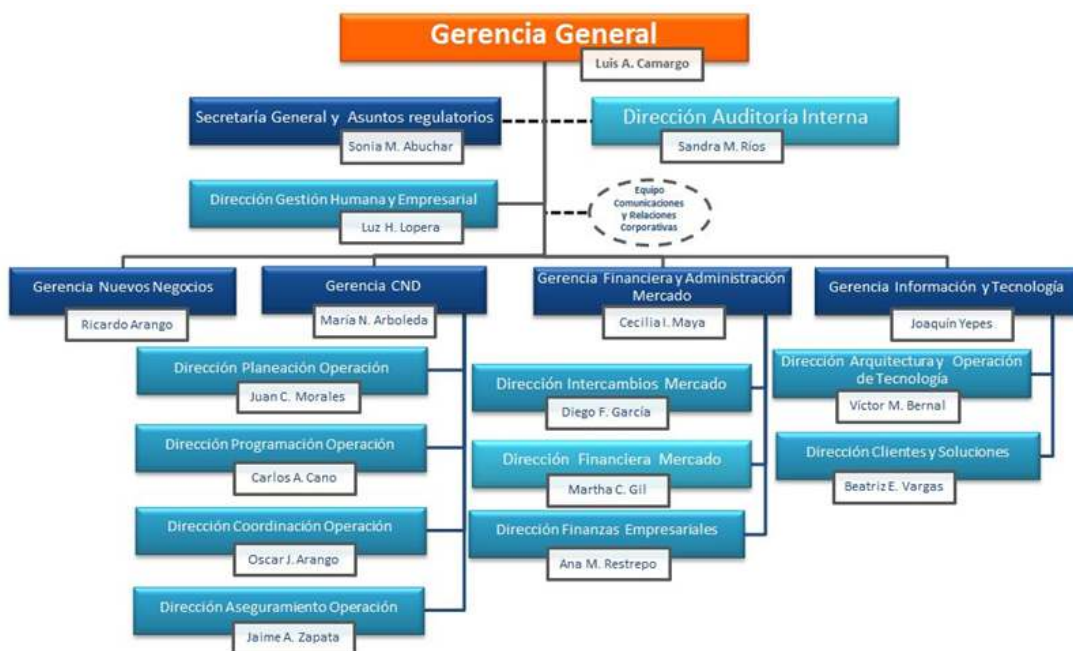 Gerencia General
Luis A. Camargo
Secretaría General y Asuntos regulatorios
Sonia M. Abuchar
Dirección Auditoría Interna
Sandra M. Ríos
Dirección Gestión Humana y Empresarial
Luz H. Lopera
Equipo
Comunicaciones
y Relaciones
Corporativas
Gerencia Nuevos Negocios
Ricardo Arango
Gerencia CND
María N. Arboleda
Gerencia Financiera y Administración
Mercado
Cecilia I. Maya
Gerencia Información y Tecnología
Joaquín Yepes
Dirección Planeación Operación
Juan C. Morales
Dirección Programación Operación
Carlos A. Cano
Dirección Coordinación Operación
Oscar J. Arango
Dirección Aseguramiento Operación
Jaime A. Zapata
Dirección Intercambios Mercado
Diego F. García
Dirección Financiera Mercado
Martha C. Gil
Dirección Finanzas Empresariales
Ana M. Restrepo
Dirección Arquitectura y Operación
de Tecnología
Víctor M. Bernal
Dirección Clientes y Soluciones
Beatriz E. Vargas